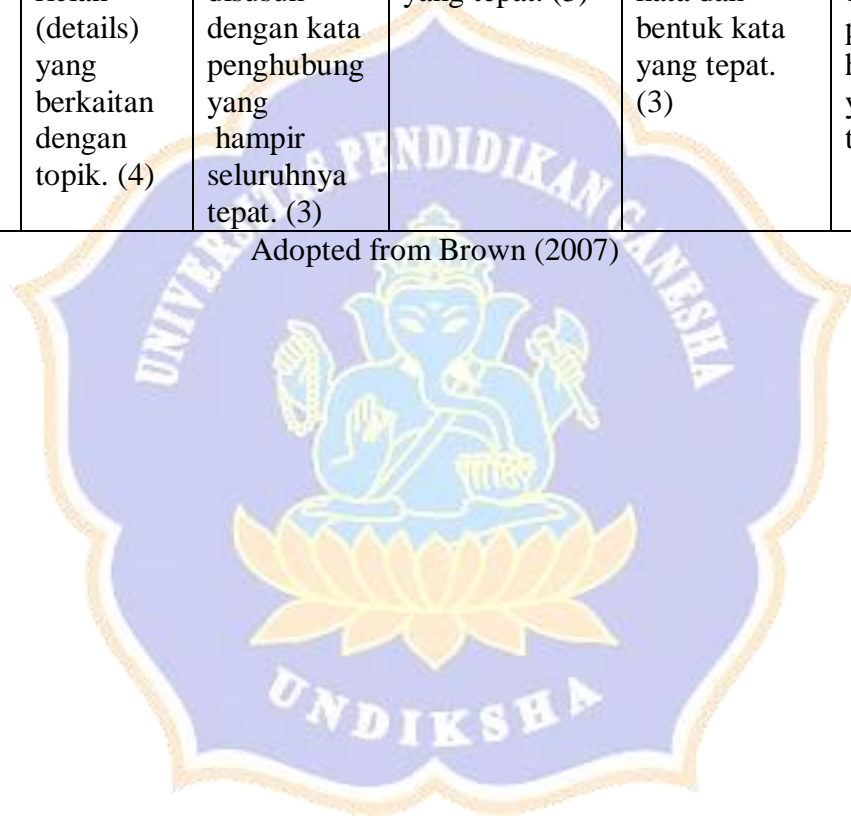 (details)
yang
berkaitan
dengan
topik. (4)
dengan kata
penghubung
yang
hampir
seluruhnya
tepat. (3)
bentuk kata
yang tepat.
(3)
Adopted from Brown (2007)
UNIVERSITAS PENDIDIKAN GANESHA
UNDIKSHA